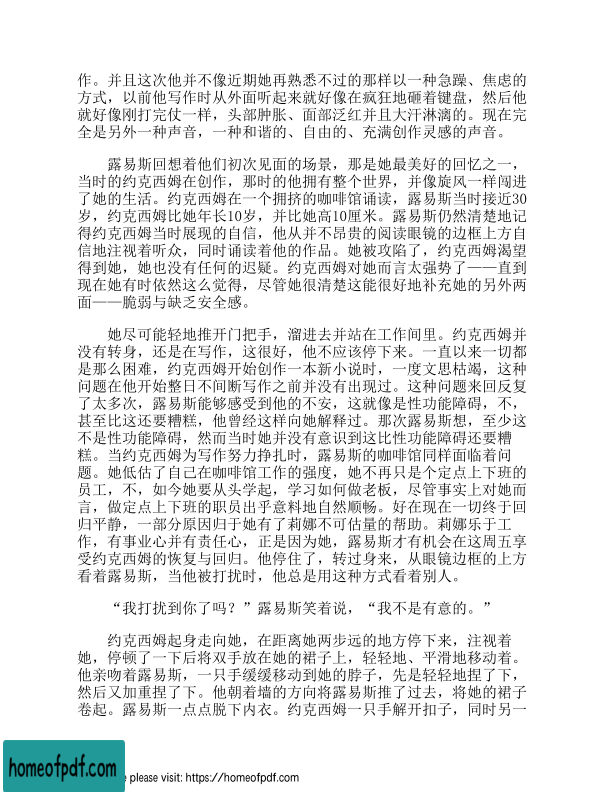 作。并且这次他并不像近期她再熟悉不过的那样以一种急躁、焦虑的
方式，以前他写作时从外面听起来就好像在疯狂地砸着键盘，然后他
就好像刚打完仗一样，头部肿胀、面部泛红并且大汗淋漓的。现在完
全是另外一种声音，一种和谐的、自由的、充满创作灵感的声音。
露易斯回想着他们初次见面的场景，那是她最美好的回忆之一，
当时的约克西姆在创作，那时的他拥有整个世界，并像旋风一样闯进
了她的生活。约克西姆在一个拥挤的咖啡馆诵读，露易斯当时接近30
岁，约克西姆比她年长10岁，并比她高10厘米。露易斯仍然清楚地记
得约克西姆当时展现的自信，他从并不昂贵的阅读眼镜的边框上方自
信地注视着听众，同时诵读着他的作品。她被攻陷了，约克西姆渴望
得到她，她也没有任何的迟疑。约克西姆对她而言太强势了——直到
现在她有时依然这么觉得，尽管她很清楚这能很好地补充她的另外两
面——脆弱与缺乏安全感。
她尽可能轻地推开门把手，溜进去并站在工作间里。约克西姆并
没有转身，还是在写作，这很好，他不应该停下来。一直以来一切都
是那么困难，约克西姆开始创作一本新小说时，一度文思枯竭，这种
问题在他开始整日不间断写作之前并没有出现过。这种问题来回反复
了太多次，露易斯能够感受到他的不安，这就像是性功能障碍，不，
甚至比这还要糟糕，他曾经这样向她解释过。那次露易斯想，至少这
不是性功能障碍，然而当时她并没有意识到这比性功能障碍还要糟
糕。当约克西姆为写作努力挣扎时，露易斯的咖啡馆同样面临着问
题。她低估了自己在咖啡馆工作的强度，她不再只是个定点上下班的
员工，不，如今她要从头学起，学习如何做老板，尽管事实上对她而
言，做定点上下班的职员出乎意料地自然顺畅。好在现在一切终于回
归平静，一部分原因归于她有了莉娜不可估量的帮助。莉娜乐于工
作，有事业心并有责任心，正是因为她，露易斯才有机会在这周五享
受约克西姆的恢复与回归。他停住了，转过身来，从眼镜边框的上方
看着露易斯，当他被打扰时，他总是用这种方式看着别人。
“我打扰到你了吗？”露易斯笑着说，“我不是有意的。”
约克西姆起身走向她，在距离她两步远的地方停下来，注视着
她，停顿了一下后将双手放在她的裙子上，轻轻地、平滑地移动着。
他亲吻着露易斯，一只手缓缓移动到她的脖子，先是轻轻地捏了下，
然后又加重捏了下。他朝着墙的方向将露易斯推了过去，将她的裙子
卷起。露易斯一点点脱下内衣。约克西姆一只手解开扣子，同时另一
homeofpdf.com
please visit: https://homeofpdf.com